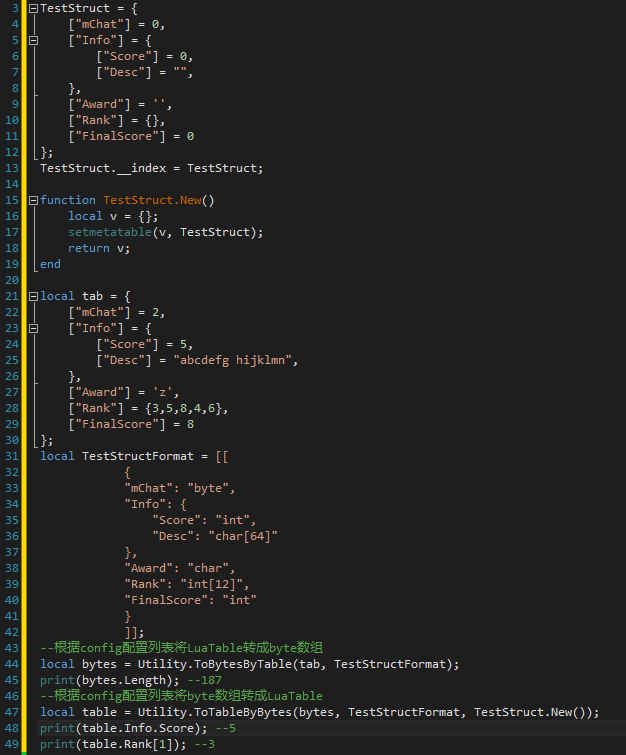 3 TestStruct = {
4 ["mChat"] = 0,
5 ["Info"] = {
6 ["Score"] = 0,
7 ["Desc"] = "",
8 },
9 ["Award"] = '',
10 ["Rank"] = {},
11 ["FinalScore"] = 0
12 };
13 TestStruct.__index = TestStruct;
14
15 function TestStruct.New()
16 local v = {};
17 setmetatable(v, TestStruct);
18 return v;
19 end
20
21 local tab = {
22 ["mChat"] = 2,
23 ["Info"] = {
24 ["Score"] = 5,
25 ["Desc"] = "abcdefg hijklmn",
26 },
27 ["Award"] = 'z',
28 ["Rank"] = {3,5,8,4,6},
29 ["FinalScore"] = 8
30 };
31 local TestStructFormat = [[
32 {
33 "mChat": "byte",
34 "Info": {
35 "Score": "int",
36 "Desc": "char[64]"
37 },
38 "Award": "char",
39 "Rank": "int[12]",
40 "FinalScore": "int"
41 }
42 ]];
43 --根据config配置列表将LuaTable转成byte数组
44 local bytes = Utility.ToBytesByTable(tab, TestStructFormat);
45 print(bytes.Length); --187
46 --根据config配置列表将byte数组转成LuaTable
47 local table = Utility.ToTableByBytes(bytes, TestStructFormat, TestStruct.New());
48 print(table.Info.Score); --5
49 print(table.Rank[1]); --3